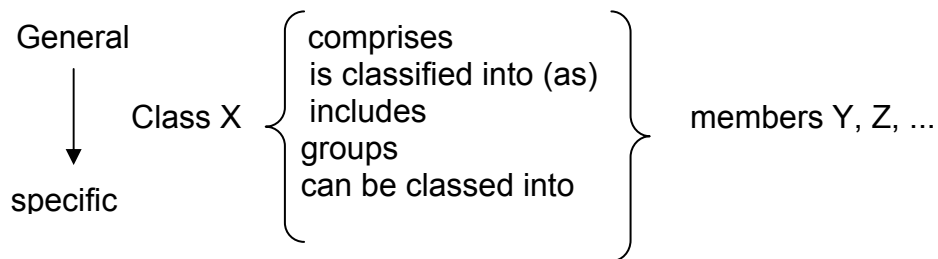 General
comprises
is classified into (as)
Class X
includes
members Y, Z, ...
groups
can be classed into
specific